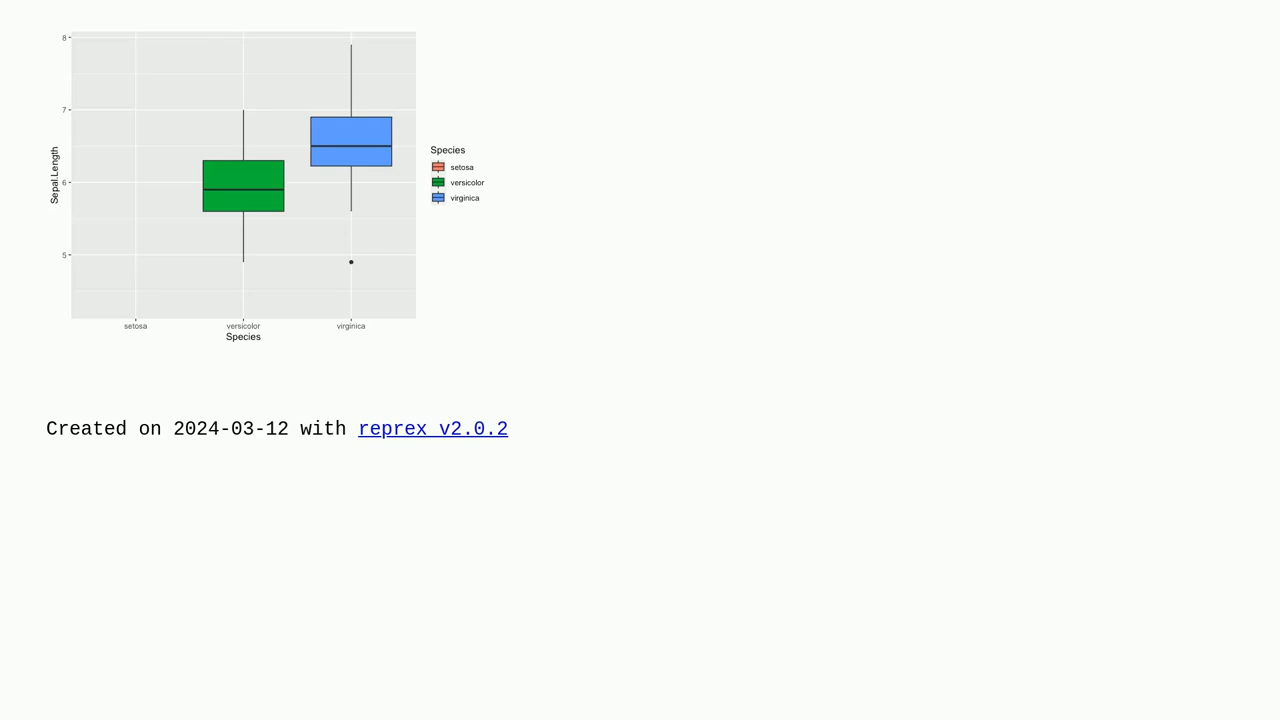 8
7
6
5
Sepal.Length
setosa
versicolor
virginica
Species
Species
setosa
versicolor
virginica
Created on 2024-03-12 with reprex v2.0.2